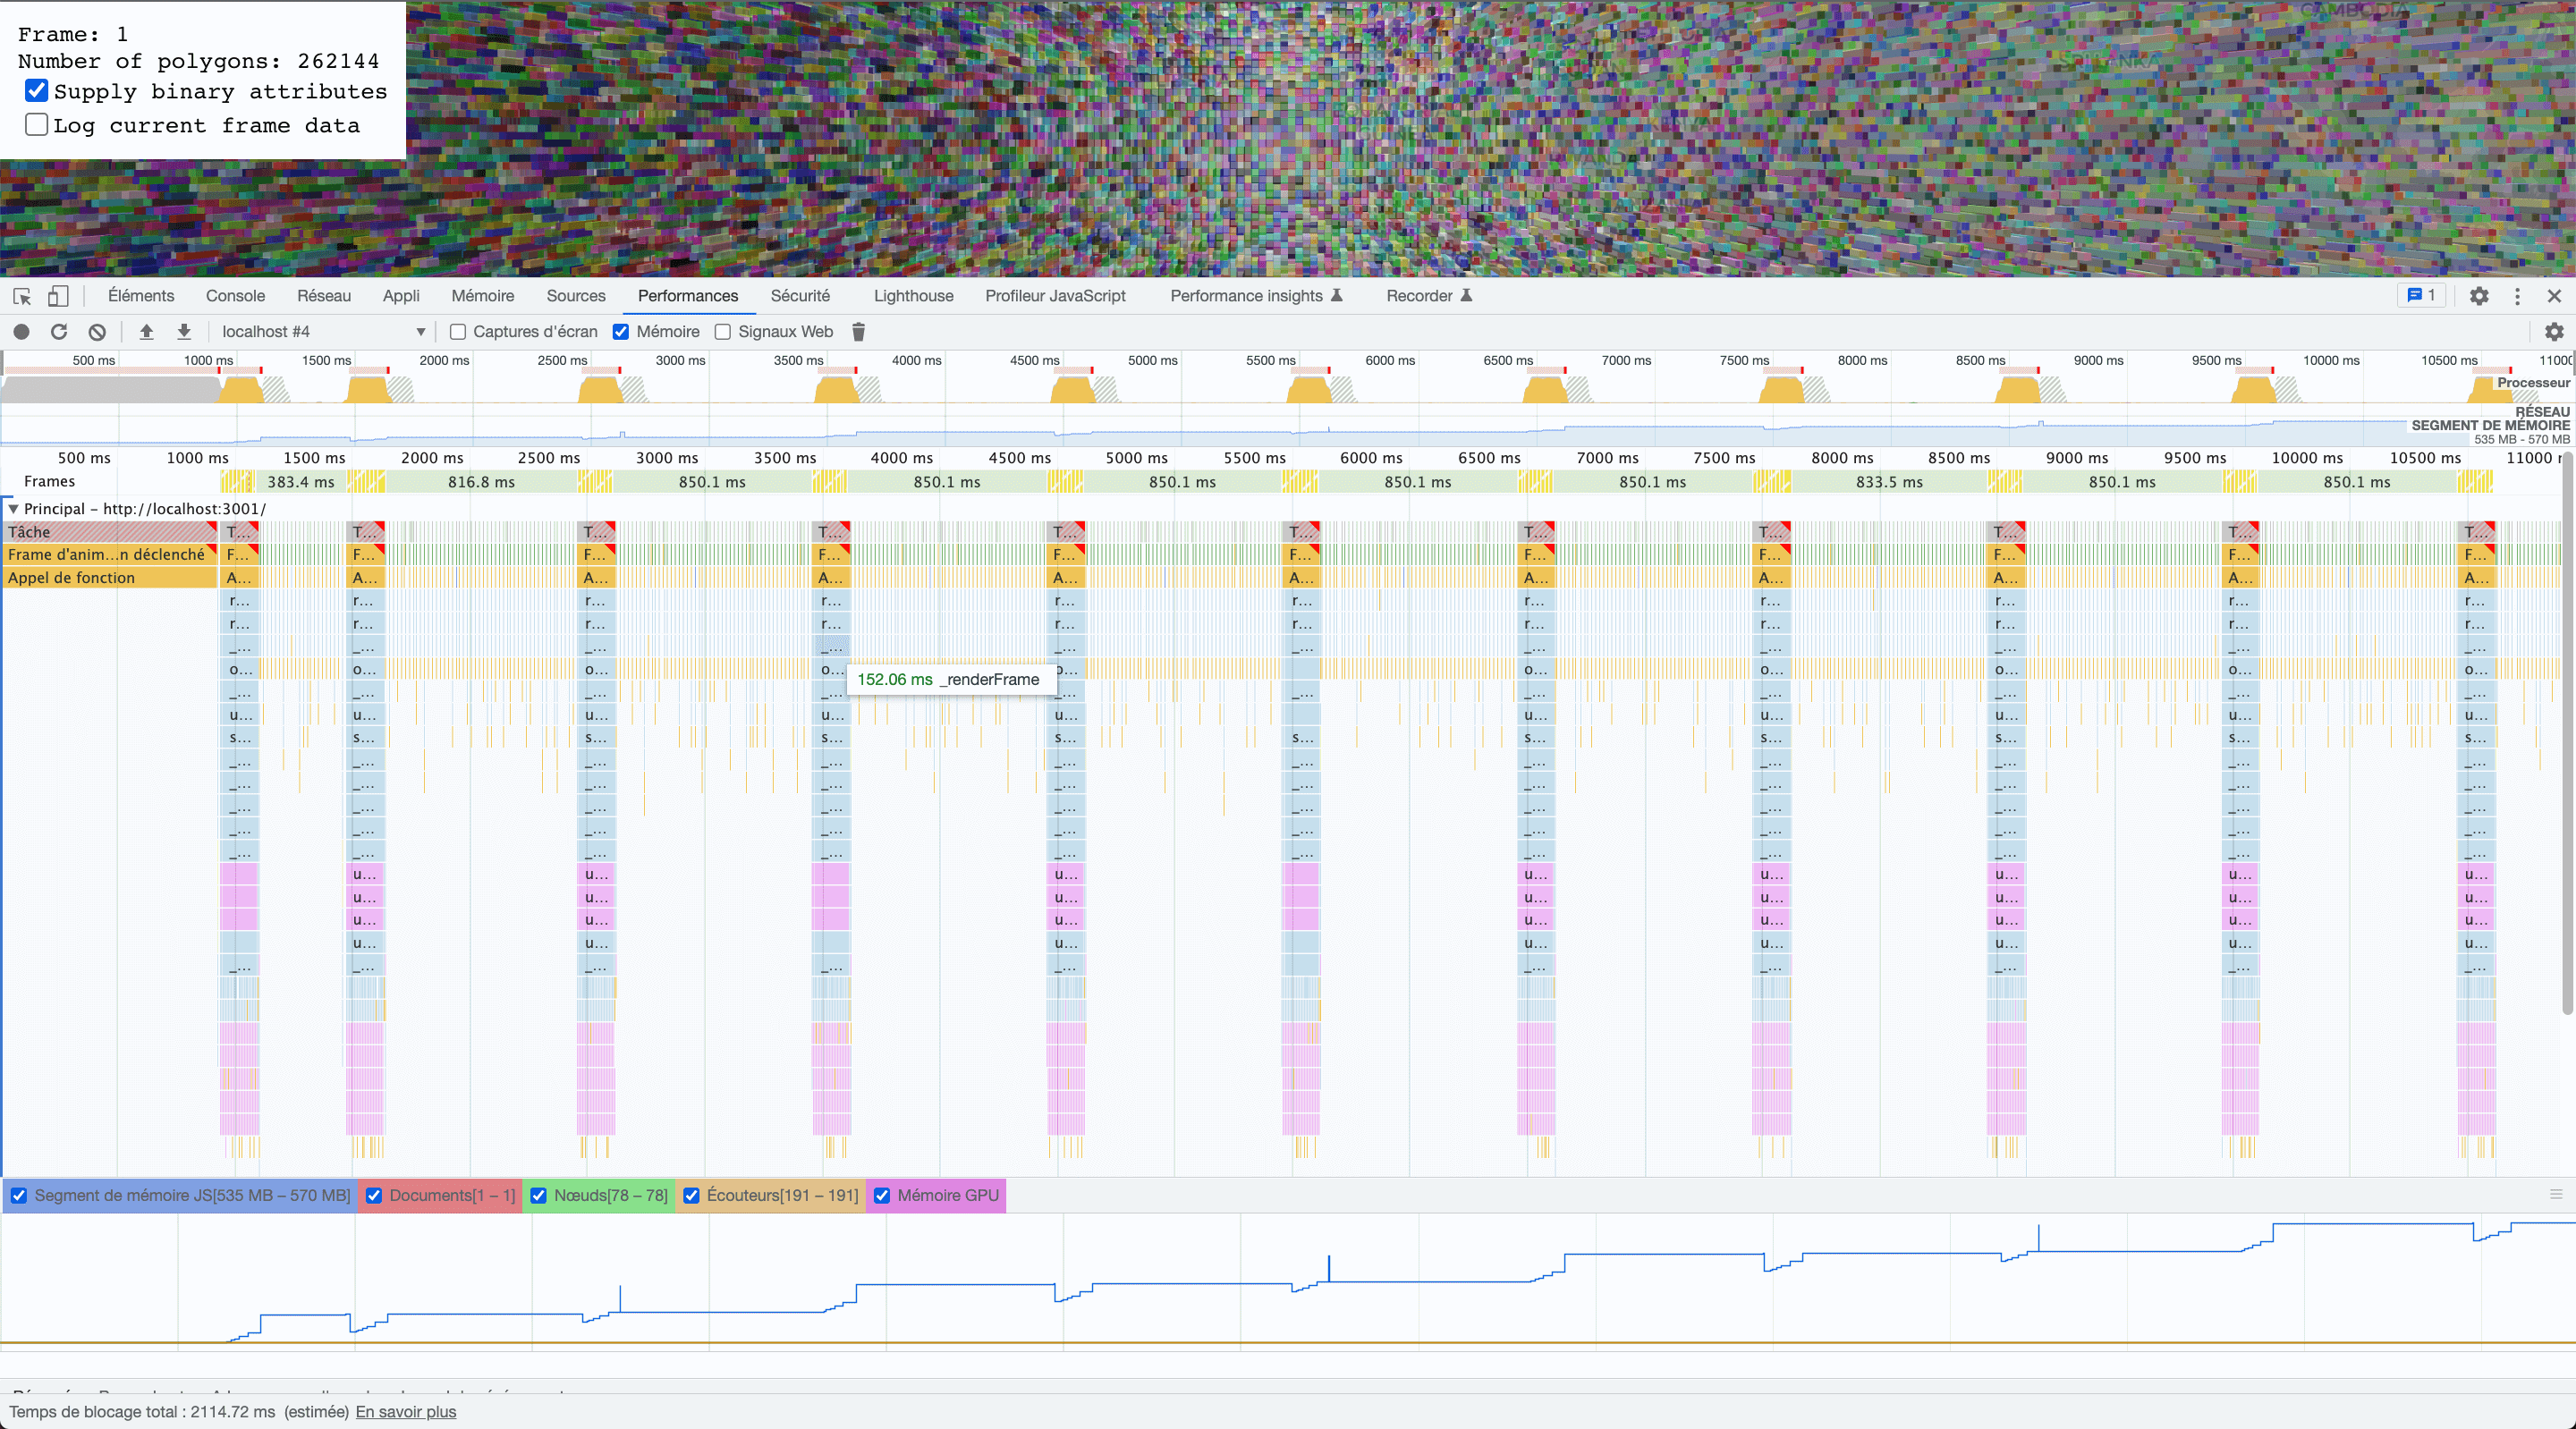 Frame: 1
Number of polygons: 262144
Supply binary attributes
Log current frame data
CAMBODIA
SRI LANKA
EQUATORIAL
GUINEA
Éléments Console Réseau Appli Mémoire Sources Performances Sécurité Lighthouse Profileur JavaScript Performance insights Recorder 1
localhost #4 Captures d'écran Mémoire Signaux Web
500 ms 1000 ms 1500 ms 2000 ms 2500 ms 3000 ms 3500 ms 4000 ms 4500 ms 5000 ms 5500 ms 6000 ms 6500 ms 7000 ms 7500 ms 8000 ms 8500 ms 9000 ms 9500 ms 10000 ms 10500 ms 1100
Processeur
RÉSEAU
SEGMENT DE MÉMOIRE
535 MB - 570 MB
500 ms 1000 ms 1500 ms 2000 ms 2500 ms 3000 ms 3500 ms 4000 ms 4500 ms 5000 ms 5500 ms 6000 ms 6500 ms 7000 ms 7500 ms 8000 ms 8500 ms 9000 ms 9500 ms 10000 ms 10500 ms 11000 r
Frames 383.4 ms 816.8 ms 850.1 ms 850.1 ms 850.1 ms 850.1 ms 850.1 ms 833.5 ms 850.1 ms 850.1 ms
Principal – http://localhost:3001/
Tâche T... T... T... T... T... T... T... T... T... T... T...
Frame d'anim...n déclenché F... F... F... F... F... F... F... F... F... F... F...
Appel de fonction A... A... A... A... A... A... A... A... A... A... A...
r... r... r... r... r... r... r... r... r... r... r...
r... r... r... r... r... r... r... r... r... r... r...
_... _... _... _... _... _... _... _... _... _... _...
o... o... o... o... o... o... o... o... o... o...
152.06 ms _renderFrame
_... _... _... _... _... _... _... _... _... _... _...
u... u... u... u... u... u... u... u... u... u...
s... s... s... s... s... s... s... s... s... s... s...
_... _... _... _... _... _... _... _... _... _... _...
_... _... _... _... _... _... _... _... _... _... _...
_... _... _... _... _... _... _... _... _... _... _...
_... _... _... _... _... _... _... _... _... _... _...
_... _... _... _... _... _... _... _... _... _... _...
u... u... u... u... u... u... u... u...
u... u... u... u... u... u... u... u...
u... u... u... u... u... u... u... u...
u... u... u... u... u... u... u... u...
_... _... _... _... _... _... _... _... _... _...
Segment de mémoire JS[535 MB – 570 MB] Documents[1 – 1] Nœuds[78 – 78] Écouteurs[191 – 191] Mémoire GPU
Temps de blocage total : 2114.72 ms (estimée) En savoir plus